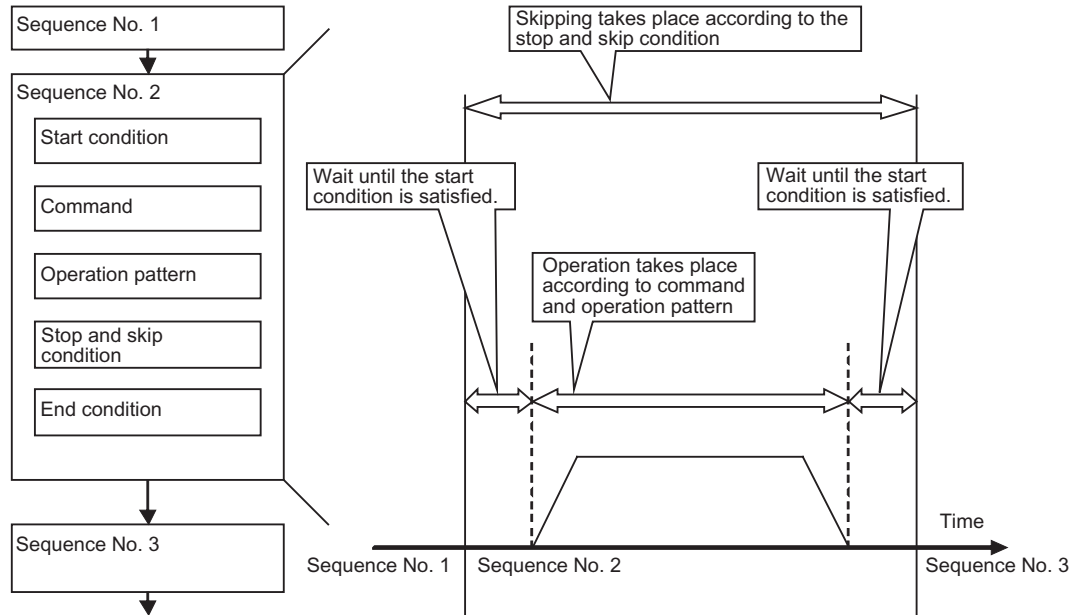 Sequence No. 1
Sequence No. 2
Start condition
Command
Operation pattern
Stop and skip
condition
End condition
Sequence No. 3
Skipping takes place according to the
stop and skip condition
Wait until the start
condition is satisfied.
Wait until the start
condition is satisfied.
Operation takes place
according to command
and operation pattern
Time
Sequence No. 1
Sequence No. 2
Sequence No. 3